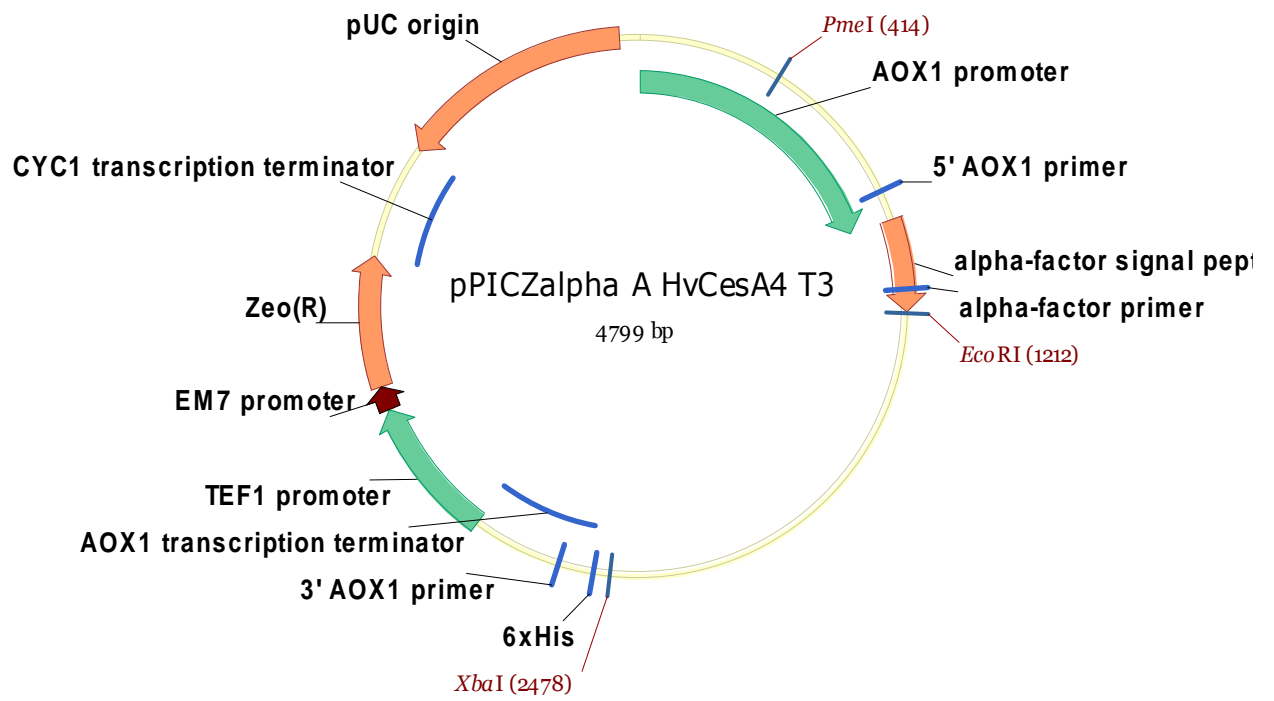 pUC origin
PmeI (414)
AOX1 promoter
CYC1 transcription terminator
5' AOX1 primer
alpha-factor signal pept
pPICZalpha A HvCesA4 T3
Zeo(R)
alpha-factor primer
4799 bp
EcoRI (1212)
EM7 promoter
TEF1 promoter
AOX1 transcription terminator
3' AOX1 primer
6xHis
XbaI (2478)